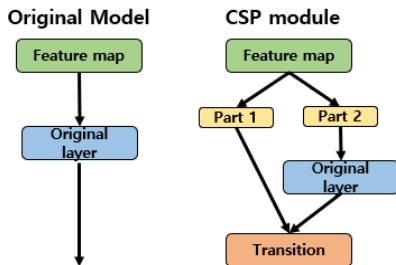 Original Model
CSP module
Feature map
Feature map
Part 1
Part 2
Original
layer
Original
layer
Transition